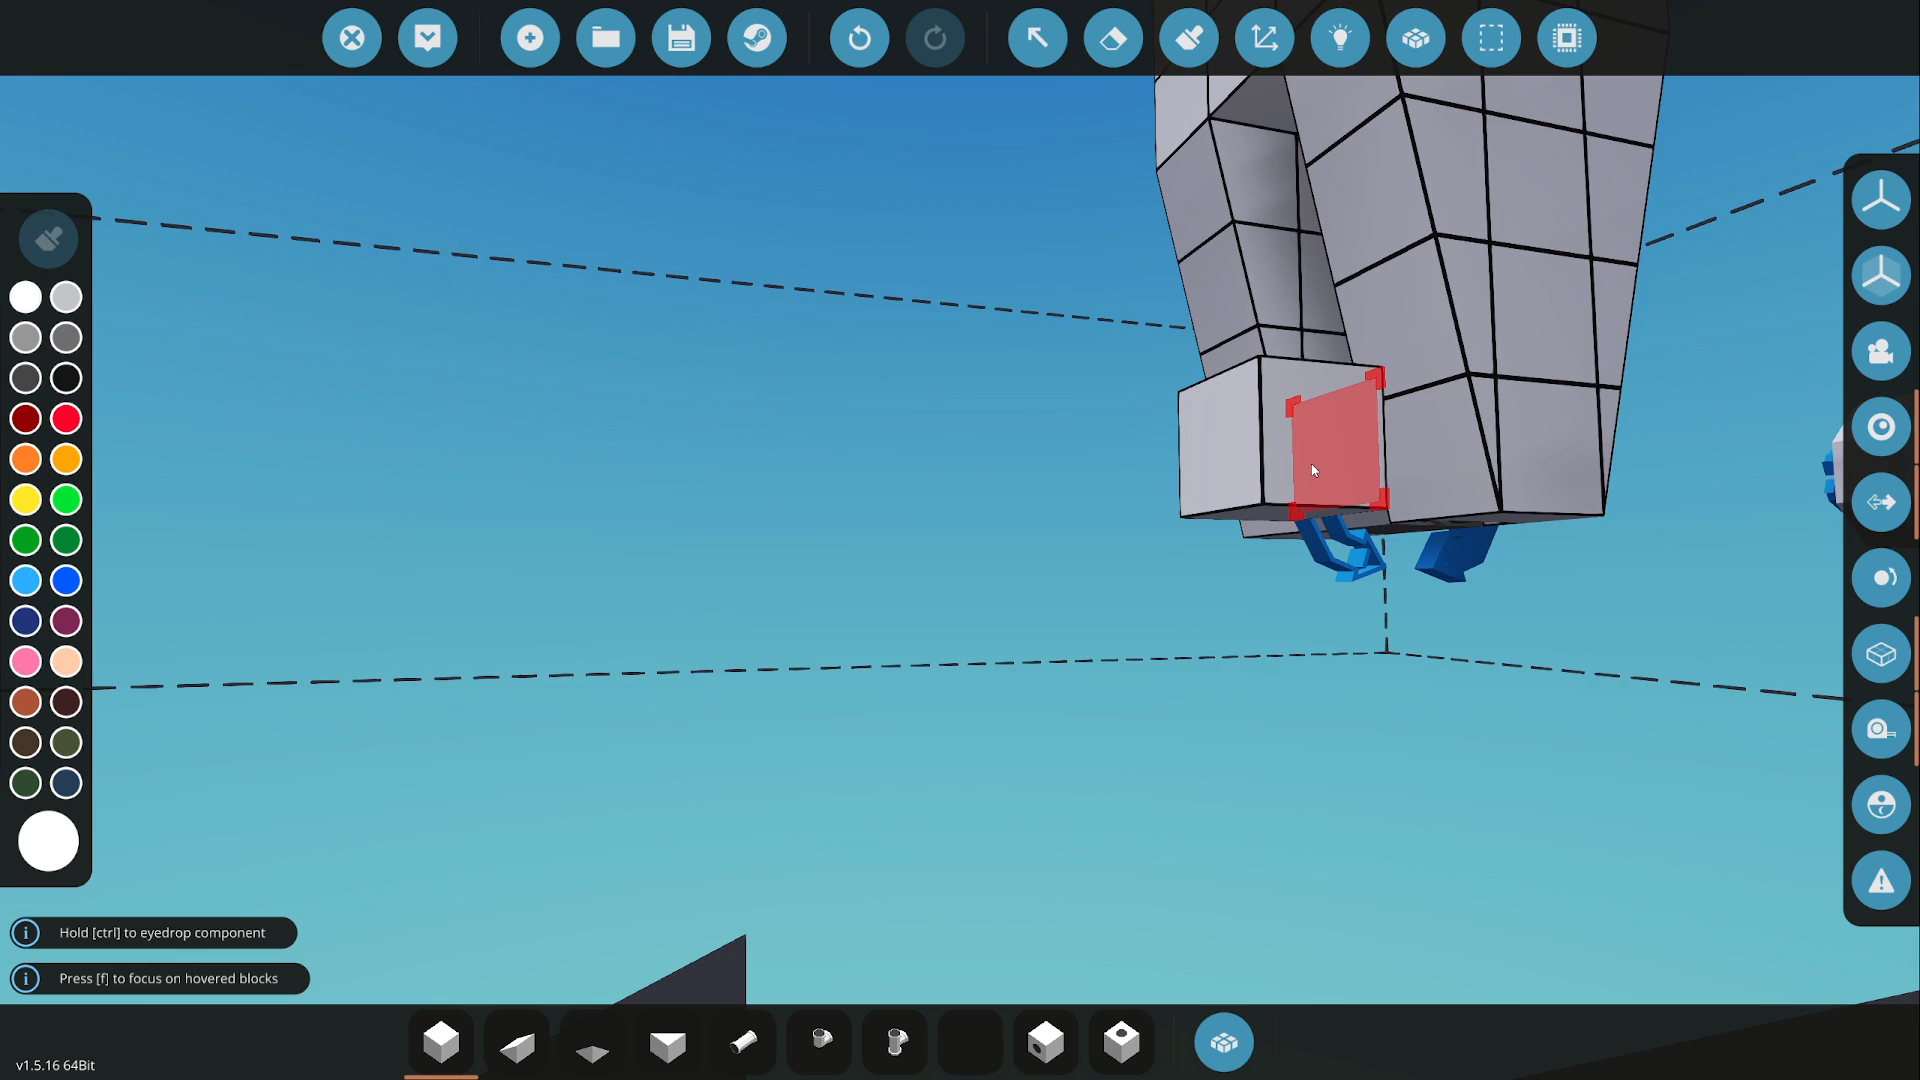 Hold [ctrl] to eyedrop component
Press [f] to focus on hovered blocks
v1.5.16 64Bit